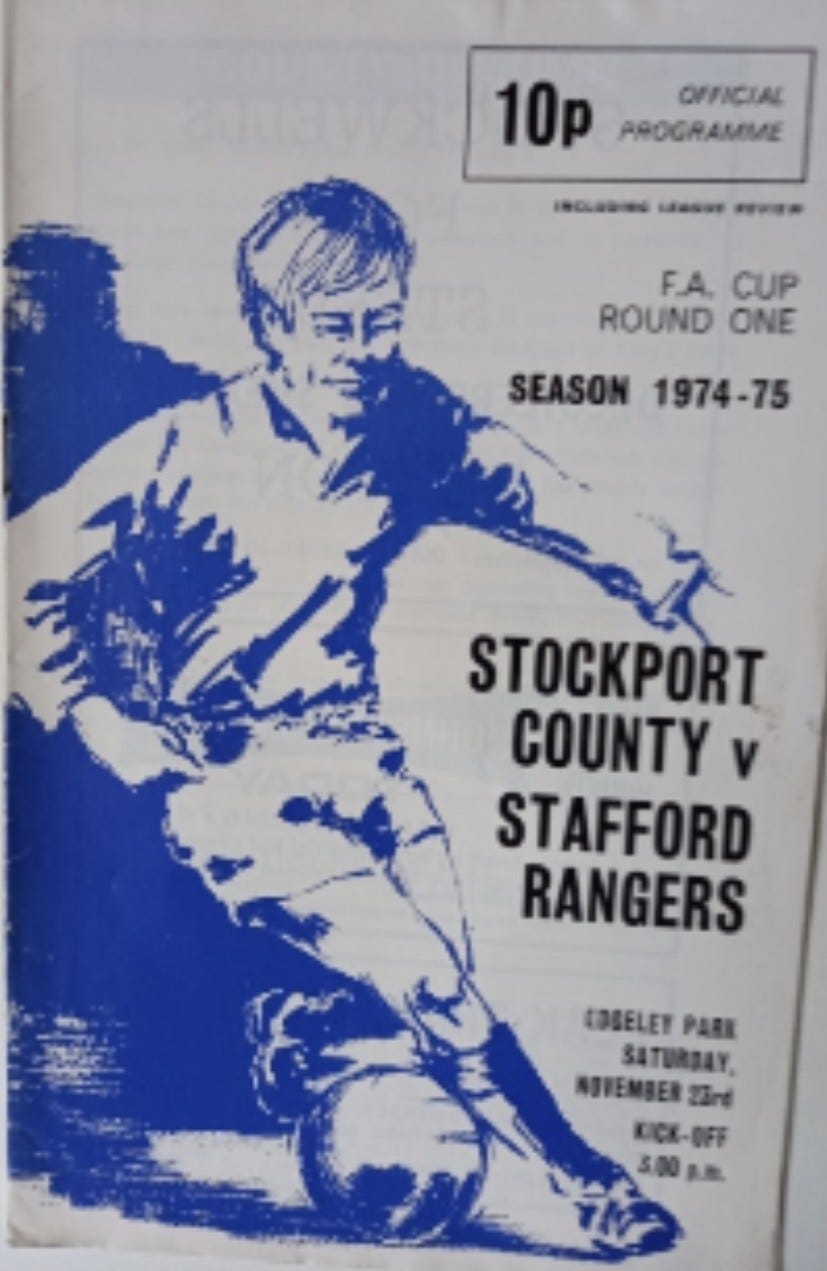 10p
OFFICIAL
PROGRAMME
INCLUDING LEAGUE REVIEW
F.A. CUP
ROUND ONE
SEASON 1974-75
STOCKPORT
COUNTY v
STAFFORD
RANGERS
EDGELEY PARK
SATURDAY,
NOVEMBER 23rd
KICK-OFF
3.00 p.m.